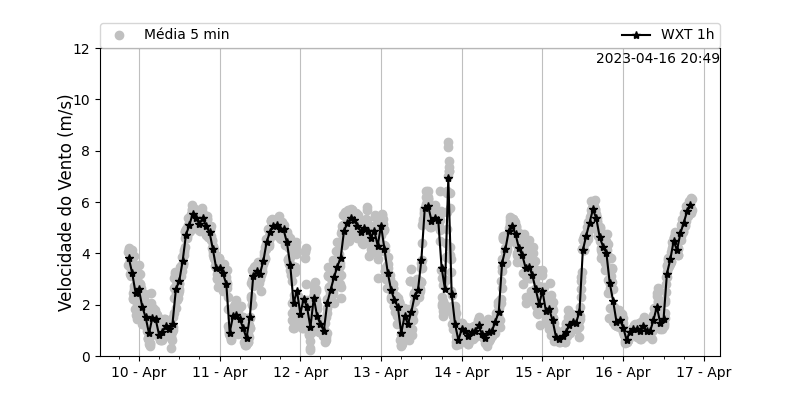 Média 5 min WXT 1h
2023-04-16 20:49
Velocidade do Vento (m/s)
12
10
8
6
4
2
0
10 - Apr 11 - Apr 12 - Apr 13 - Apr 14 - Apr 15 - Apr 16 - Apr 17 - Apr